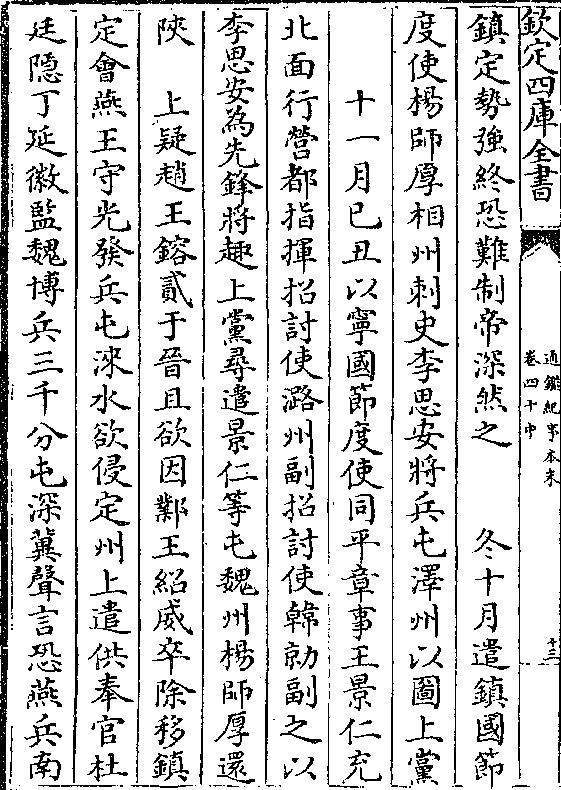 欽定四庫全書
通鑑紀事本末
卷四十中
十三
鎮定勢強終恐難制帝深然之　冬十月遣鎮國節
度使楊師厚相州刺史李思安將兵屯澤州以圖上黨
十一月已丑以寧國節度使同平章事王景仁充
北面行營都指揮招討使潞州副招討使韓勍副之以
李思安為先鋒將趣上黨尋遣景仁等屯魏州楊師厚還
陜　上疑趙王鎔貳于晉且欲因鄴王紹威卒除移鎮
定會燕王守光發兵屯淶水欲侵定州上遣供奉官杜
廷隱丁延徽監魏博兵三千分屯深冀聲言恐燕兵南